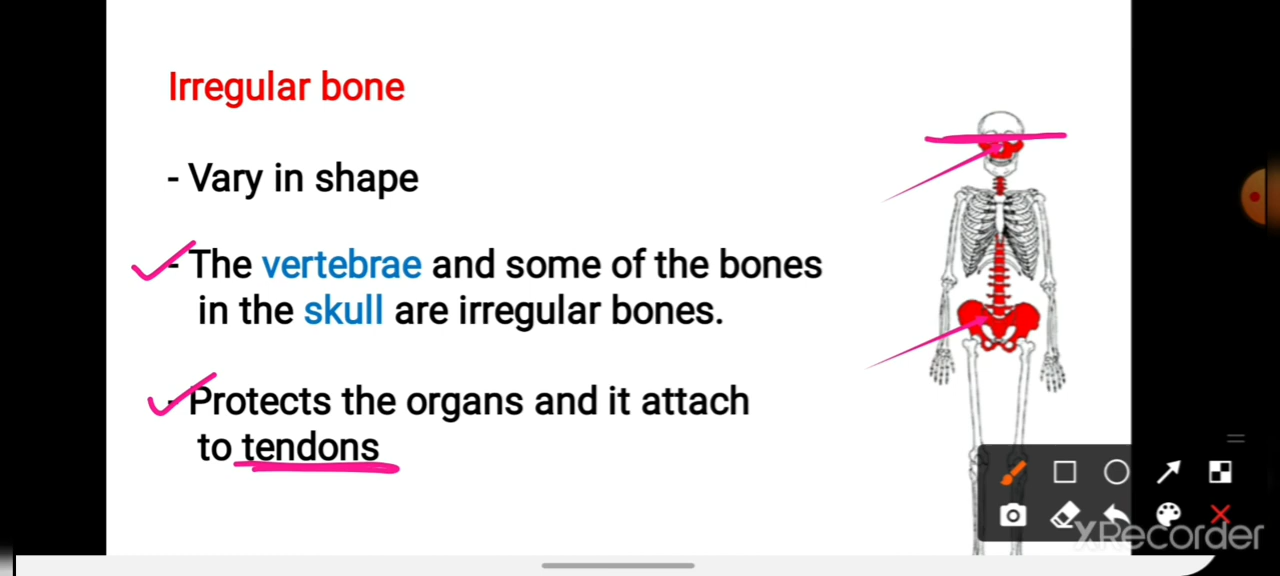 Irregular bone
- Vary in shape
- The vertebrae and some of the bones
in the skull are irregular bones.
- Protects the organs and it attach
to tendons
XRecorder